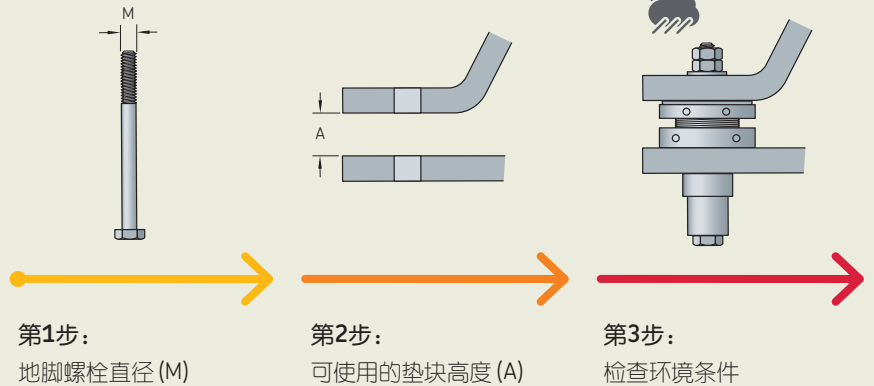 M
A
第1步：
地脚螺栓直径 (M)
第2步：
可使用的垫块高度 (A)
第3步：
检查环境条件